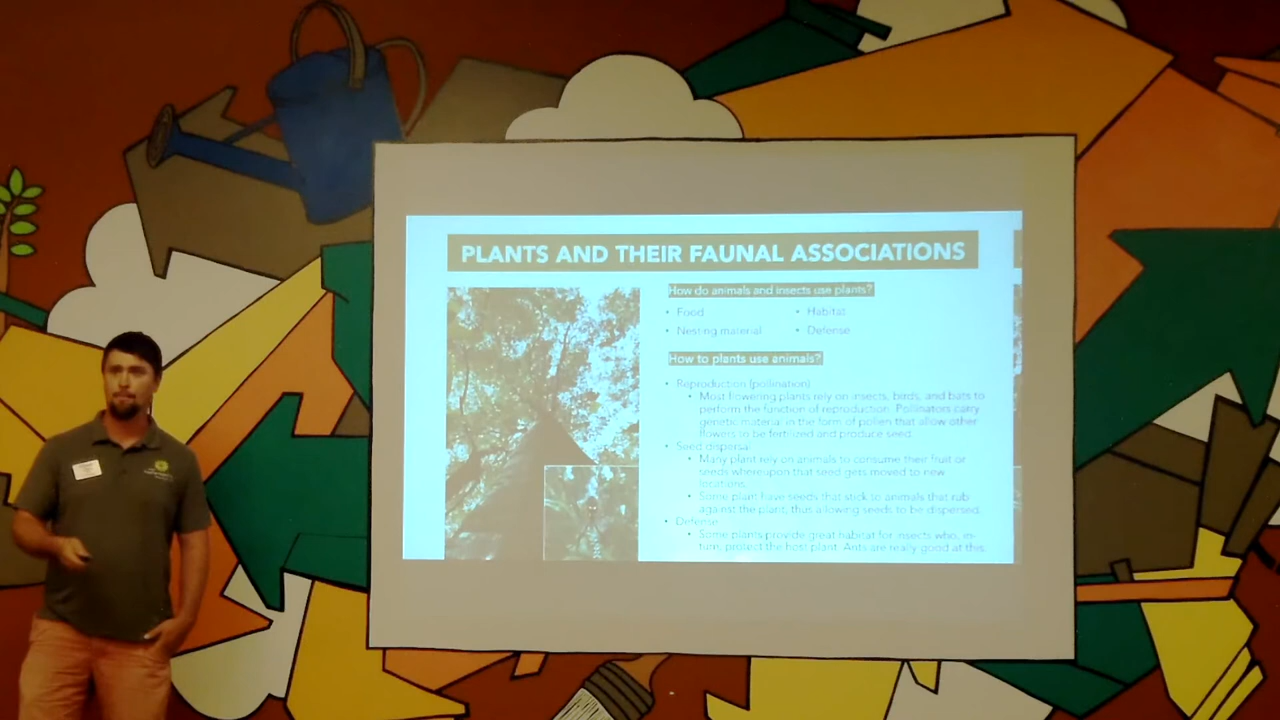 PLANTS AND THEIR FAUNAL ASSOCIATIONS
How do animals and insects use plants?
• Food
• Habitat
• Nesting material
• Defense
How to plants use animals?
• Reproduction (pollination)
• Most flowering plants rely on insects, birds, and bats to
perform the function of reproduction. Pollinators carry
genetic material in the form of pollen that allow other
flowers to be fertilized and produce seed.
• Seed dispersal
• Many plant rely on animals to consume their fruit or
seeds whereupon that seed gets moved to new
locations.
• Some plant have seeds that stick to animals that rub
against the plant, thus allowing seeds to be dispersed.
• Defense
• Some plants provide great habitat for insects who, in-
turn, protect the host plant. Ants are really good at this.